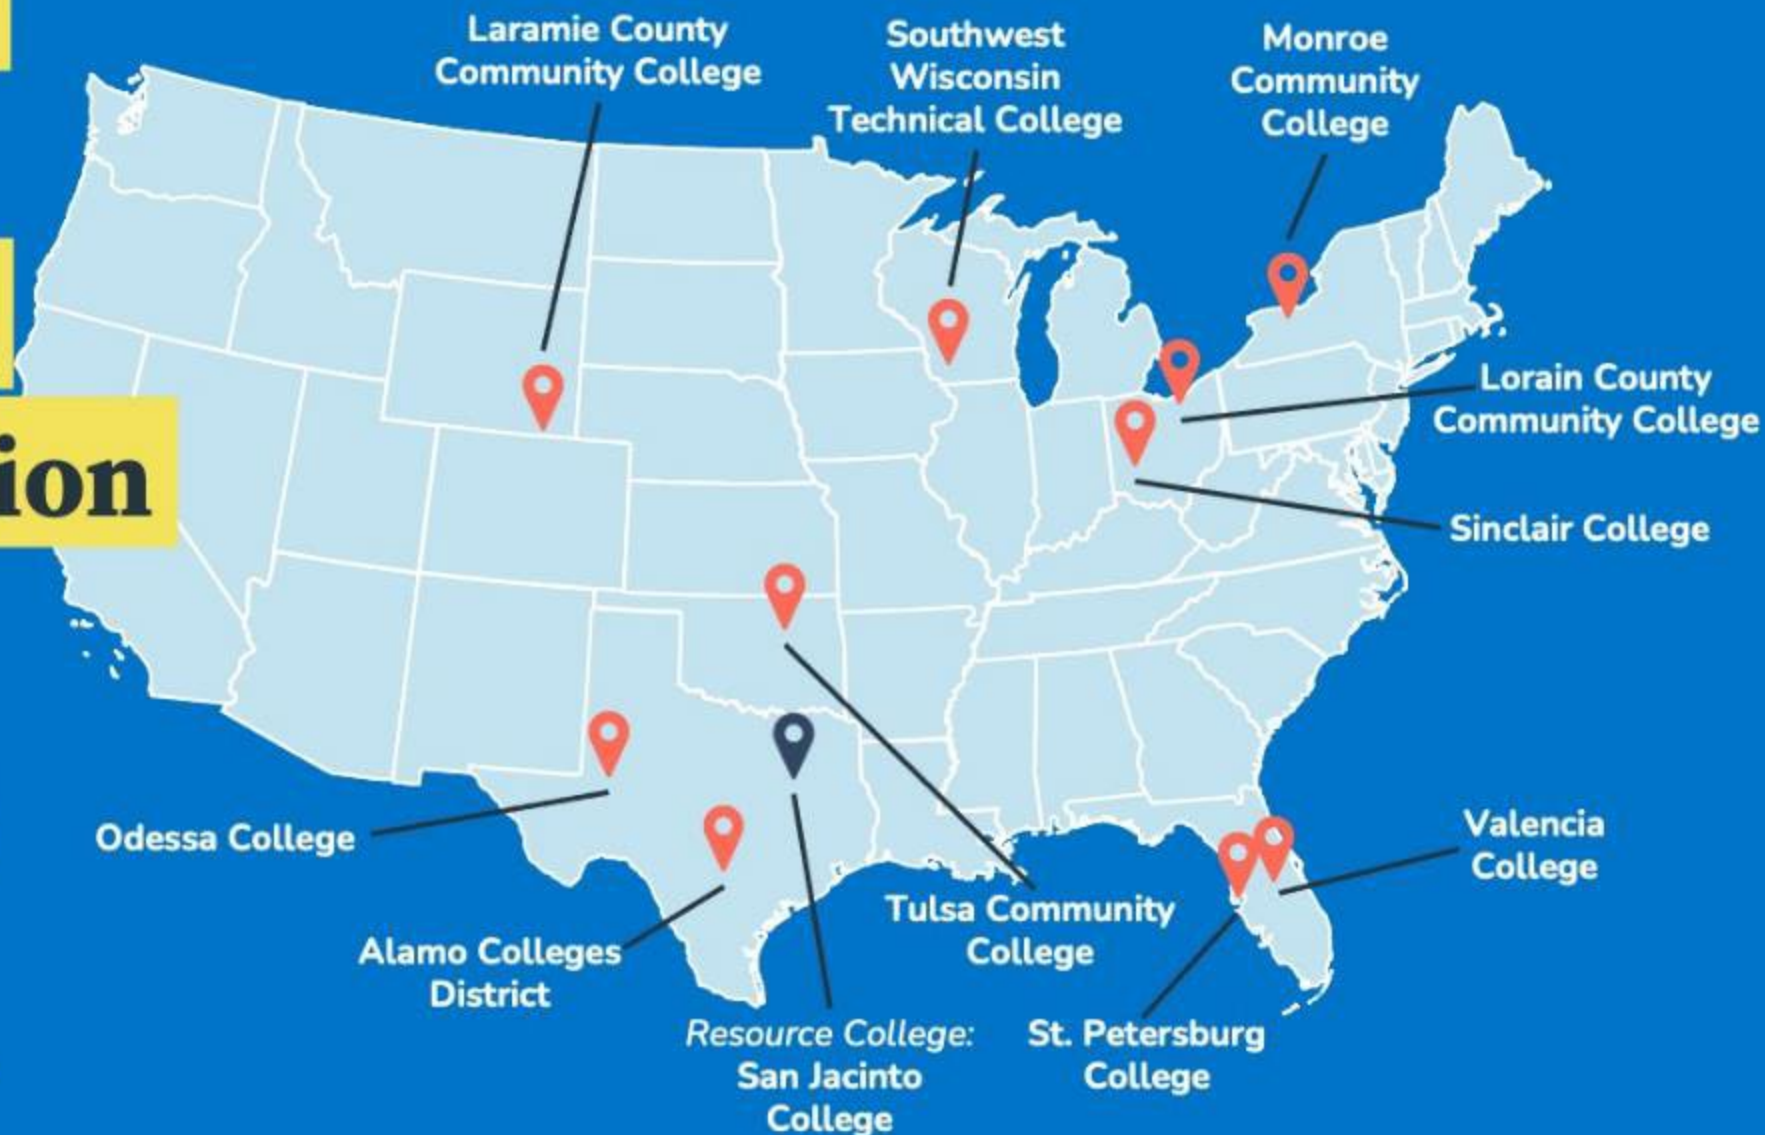 Laramie County
Community College
Southwest
Wisconsin
Technical College
Monroe
Community
College
Lorain County
Community College
ion
Sinclair College
Odessa College
Valencia
College
Tulsa Community
College
Alamo Colleges
District
Resource College:
San Jacinto
College
St. Petersburg
College